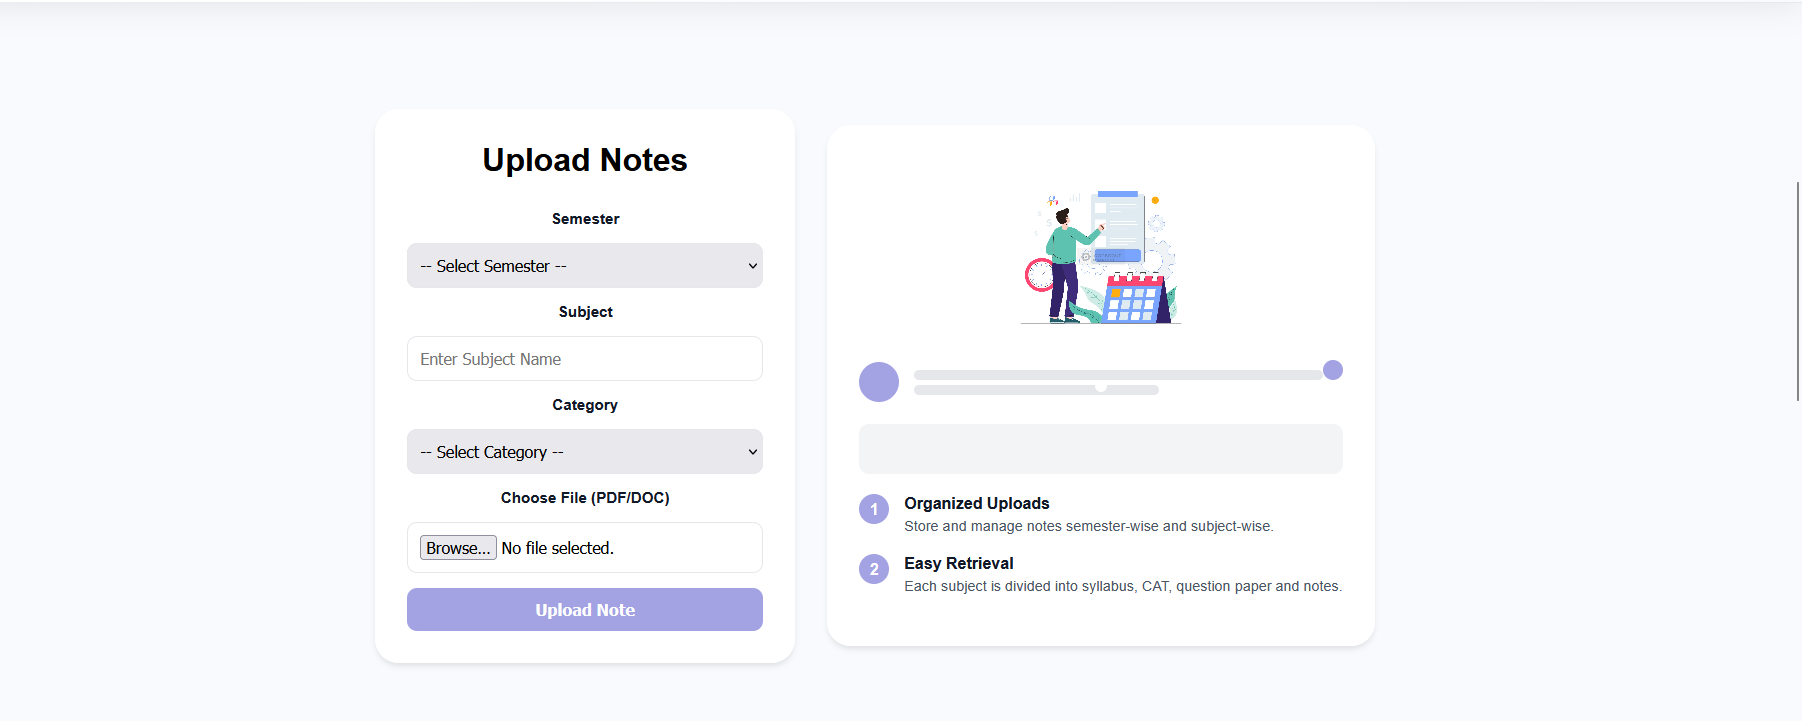 Upload Notes
Semester
-- Select Semester --
Subject
Enter Subject Name
Category
-- Select Category --
Choose File (PDF/DOC)
Browse... No file selected.
Upload Note
1 Organized Uploads
Store and manage notes semester-wise and subject-wise.
2 Easy Retrieval
Each subject is divided into syllabus, CAT, question paper and notes.